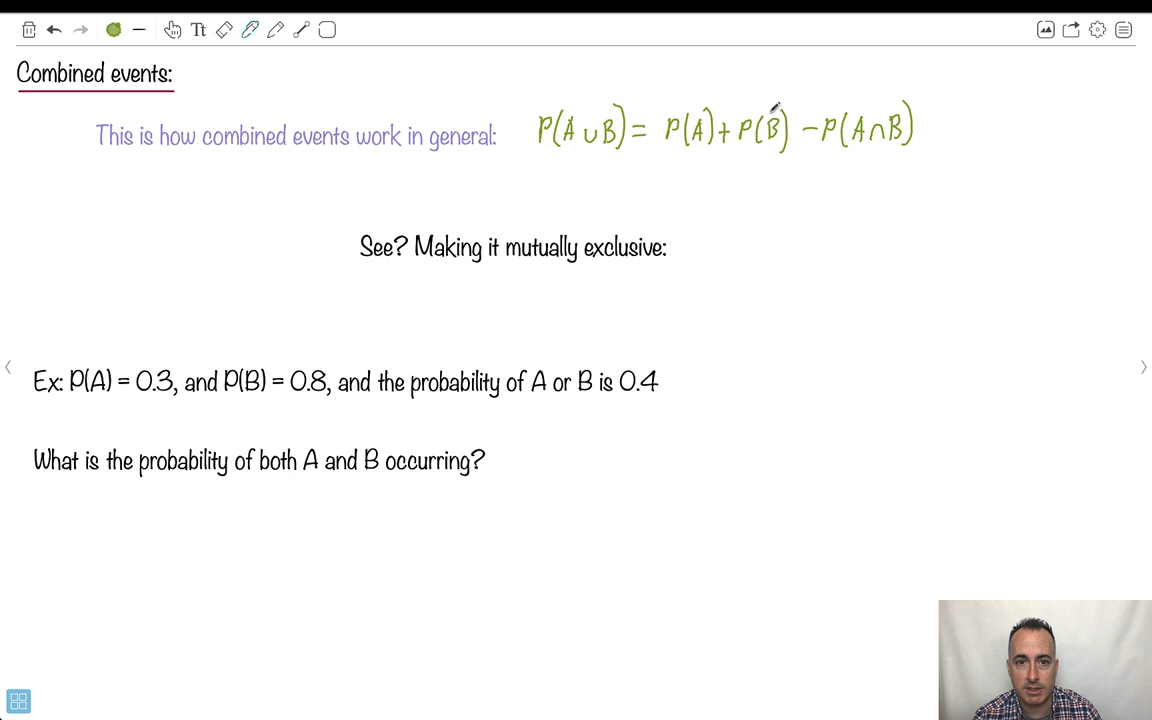 Tt
Combined events:
This is how combined events work in general: P(A ∪ B) = P(A) + P(B) - P(A ∩ B)
See? Making it mutually exclusive:
Ex: P(A) = 0.3, and P(B) = 0.8, and the probability of A or B is 0.4
What is the probability of both A and B occurring?